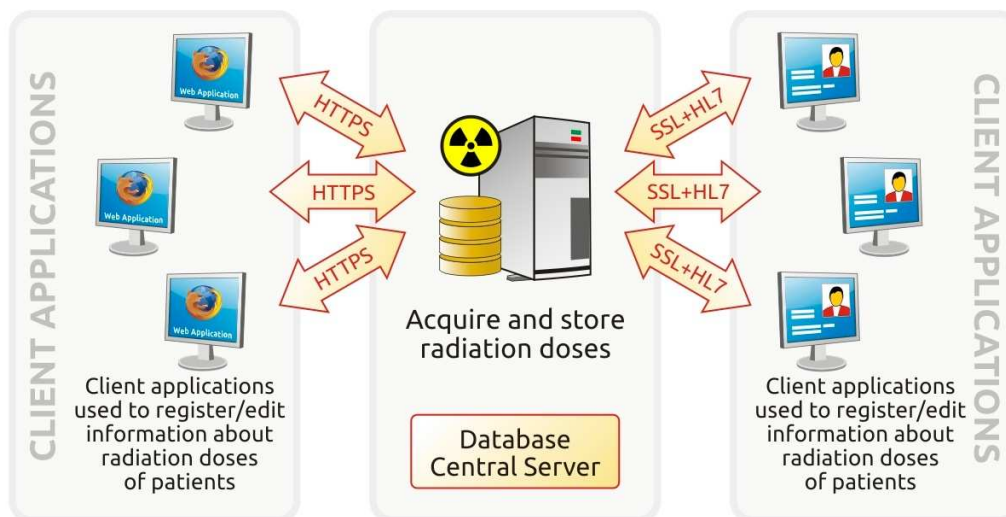 CLIENT APPLICATIONS
Web Application
HTTPS
Web Application
HTTPS
Web Application
HTTPS
Client applications
used to register/edit
information about
radiation doses
of patients
Acquire and store
radiation doses
Database
Central Server
SSL+HL7
SSL+HL7
SSL+HL7
Client applications
used to register/edit
information about
radiation doses
of patients
CLIENT APPLICATIONS